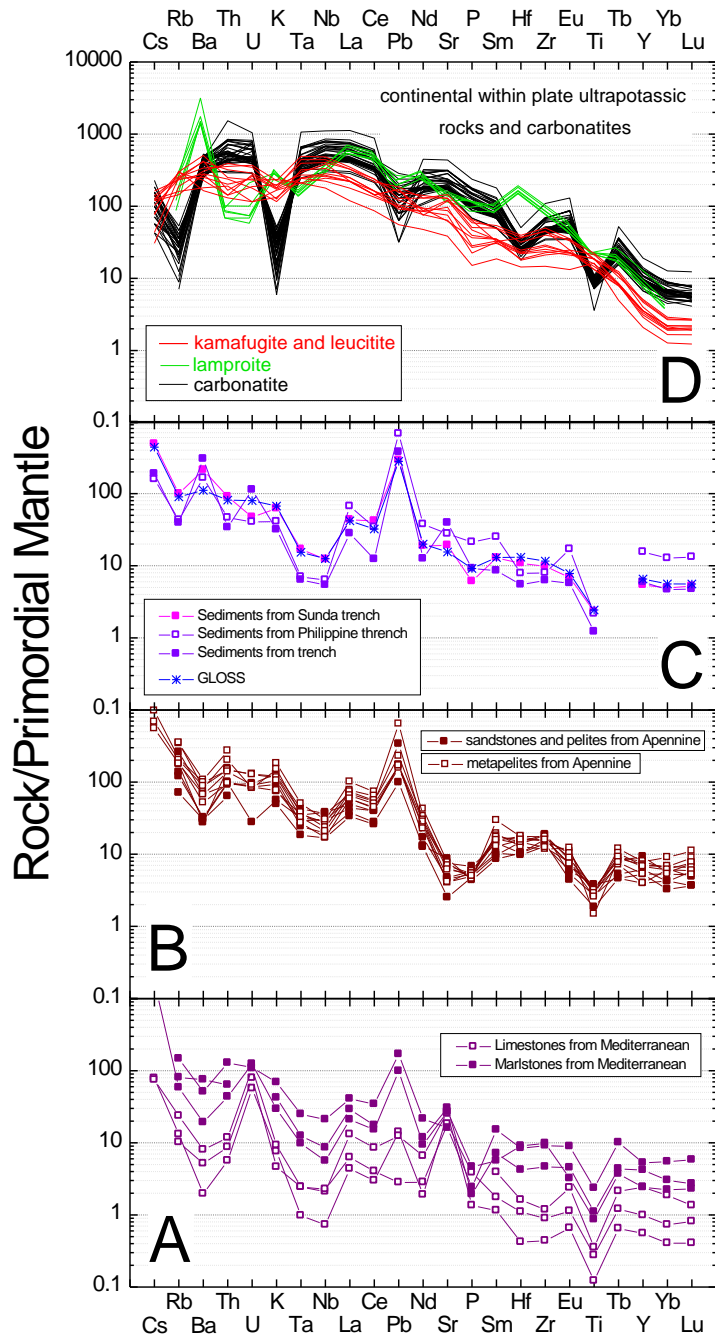 Rb Th K Nb Ce Nd P Hf Eu Tb Yb
Cs Ba U Ta La Pb Sr Sm Zr Ti Y Lu
10000
1000
100
10
1
0.1
continental within plate ultrapotassic
rocks and carbonatites
kamafugite and leucitite
lamproite
carbonatite
D
Rock/Primordial Mantle
100
10
1
0.1
Sediments from Sunda trench
Sediments from Philippine thrench
Sediments from trench
GLOSS
C
100
10
1
0.1
sandstones and pelites from Apennine
metapelites from Apennine
B
100
10
1
0.1
Limestones from Mediterranean
Marlstones from Mediterranean
A
Rb Th K Nb Ce Nd P Hf Eu Tb Yb
Cs Ba U Ta La Pb Sr Sm Zr Ti Y Lu